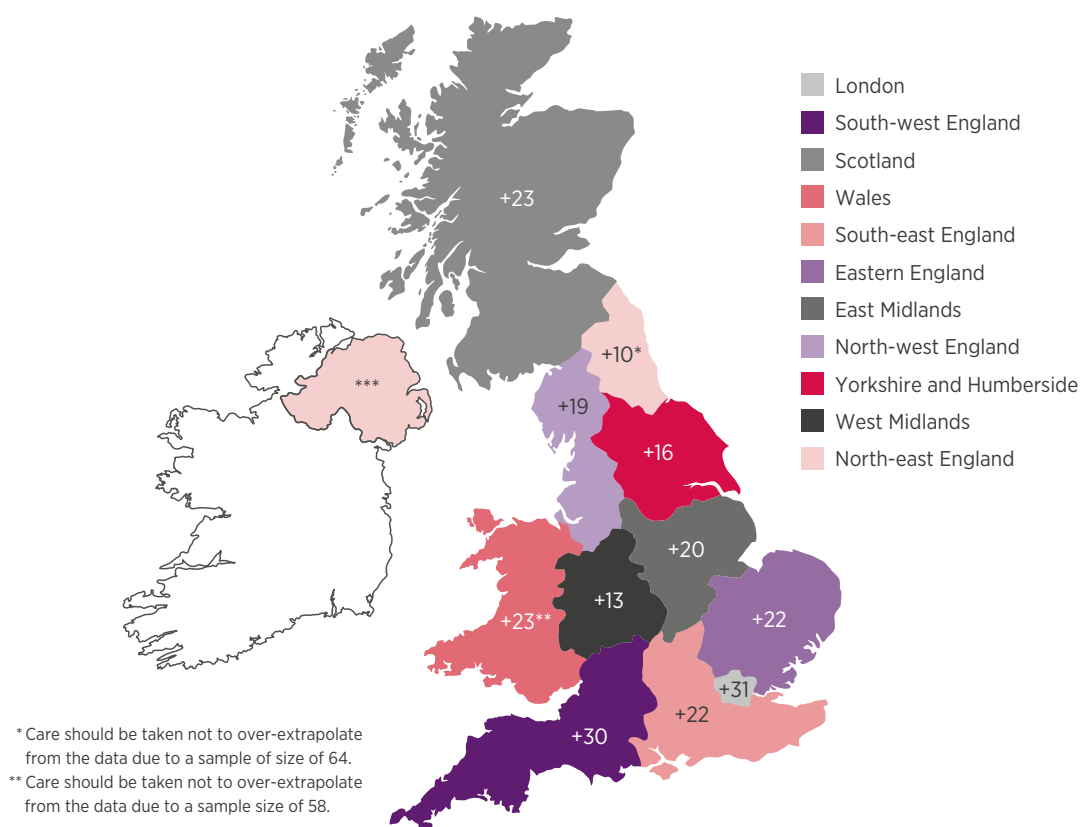 London
South-west England
Scotland
Wales
South-east England
Eastern England
East Midlands
North-west England
Yorkshire and Humberside
West Midlands
North-east England
+23
+10*
***
+19
+16
+20
+13
+23**
+22
+31
+22
+30
* Care should be taken not to over-extrapolate
from the data due to a sample of size of 64.
** Care should be taken not to over-extrapolate
from the data due to a sample size of 58.